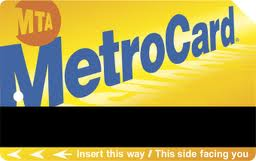 MTA
MetroCard®
Insert this way / This side facing you